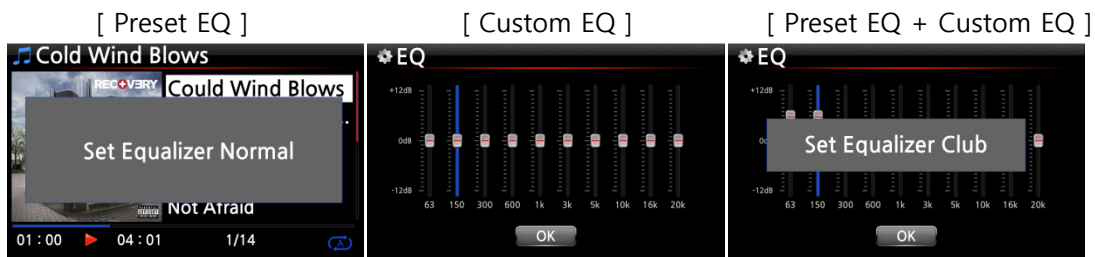 [ Preset EQ ]
Cold Wind Blows
RECOVERY
Could Wind Blows
..
Set Equalizer Normal
Not Afraid
01 : 00 04 : 01 1/14 A
[ Custom EQ ]
EQ
+12dB
0dB
-12dB
63 150 300 600 1k 3k 5k 10k 16k 20k
OK
[ Preset EQ + Custom EQ ]
EQ
+12dB
Set Equalizer Club
-12dB
63 150 300 600 1k 3k 5k 10k 16k 20k
OK